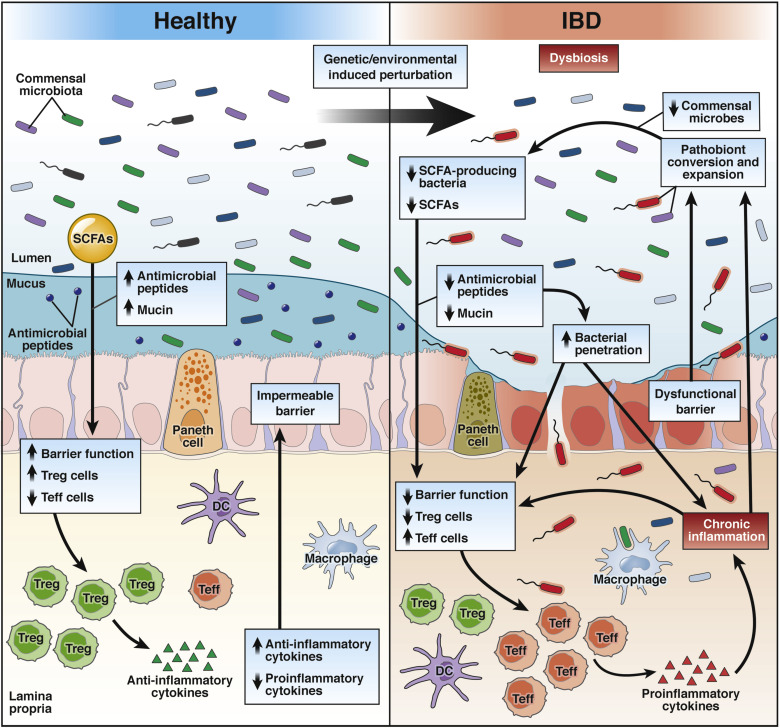 Healthy
Commensal
microbiota
SCFAs
Lumen
Mucus
Antimicrobial
peptides
Antimicrobial
peptides
Mucin
Paneth
cell
Impermeable
barrier
Barrier function
Treg cells
Teff cells
DC
Macrophage
Treg
Treg
Treg
Teff
Treg
Treg
Anti-inflammatory
cytokines
Anti-inflammatory
cytokines
Proinflammatory
cytokines
Lamina
propria
Genetic/environmental
induced perturbation
IBD
Dysbiosis
Commensal
microbes
Pathobiont
conversion and
expansion
SCFA-producing
bacteria
SCFAs
Antimicrobial
peptides
Mucin
Bacterial
penetration
Dysfunctional
barrier
Paneth
cell
Barrier function
Treg cells
Teff cells
Chronic
inflammation
Macrophage
Treg
Treg
DC
Teff
Teff
Teff
Teff
Teff
Teff
Proinflammatory
cytokines